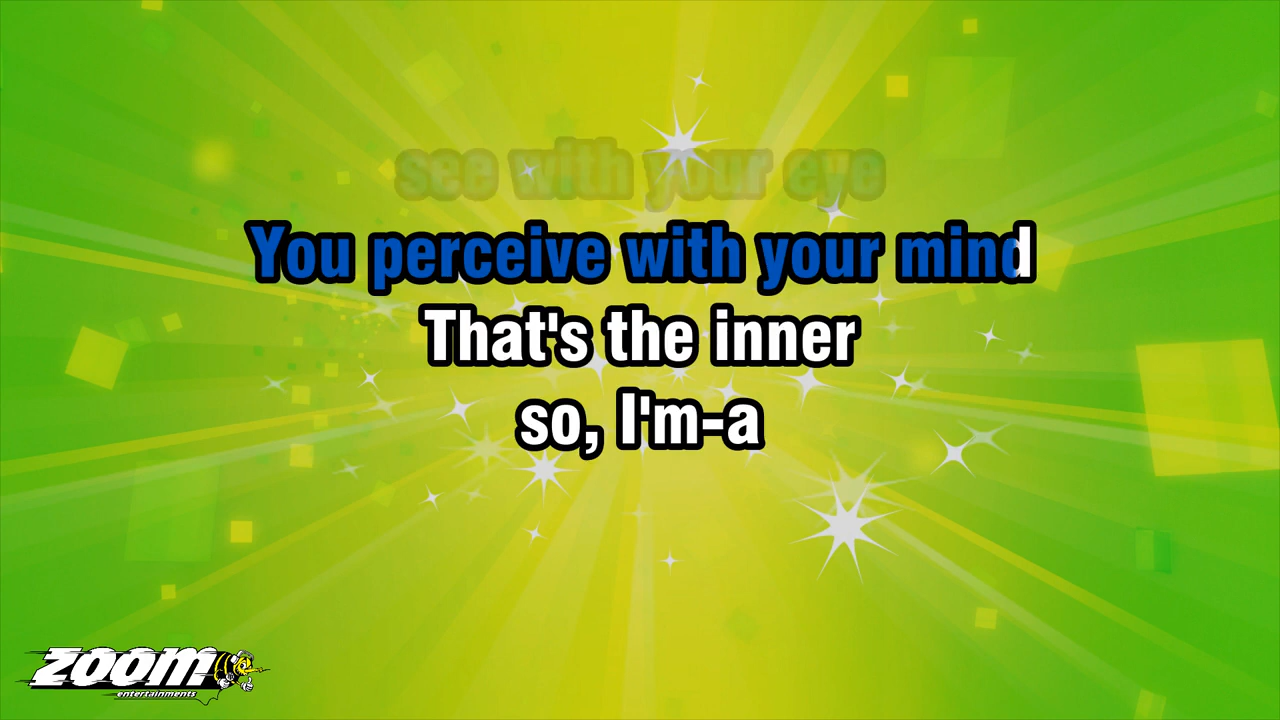 see with your eye
You perceive with your mind
That's the inner
so, I'm-a
zoom
entertainments